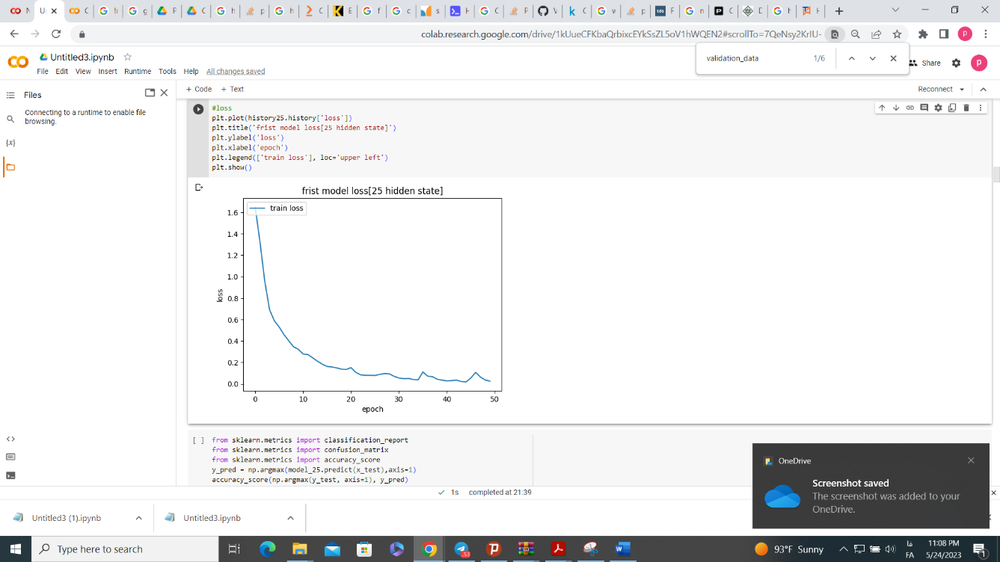 colab.research.google.com/drive/1kUueCFKbaQrbixcEYkSsZL5oV1hWQEN2#scrollTo=7QeNsy2KrIU-
validation_data
1/6
Untitled3.ipynb
File Edit View Insert Runtime Tools Help All changes saved
Share
P
Files
+ Code + Text
Reconnect
Connecting to a runtime to enable file
browsing.
{x}
#loss
plt.plot(history25.history['loss'])
plt.title('frist model loss[25 hidden state]')
plt.ylabel('loss')
plt.xlabel('epoch')
plt.legend(['train loss'], loc='upper left')
plt.show()
frist model loss[25 hidden state]
train loss
1.6
1.4
1.2
1.0
0.8
0.6
0.4
0.2
0.0
loss
0 10 20 30 40 50
epoch
[ ] from sklearn.metrics import classification_report
from sklearn.metrics import confusion_matrix
from sklearn.metrics import accuracy_score
y_pred = np.argmax(model_25.predict(x_test),axis=1)
accuracy_score(np.argmax(y_test, axis=1), y_pred)
1s completed at 21:39
OneDrive
Screenshot saved
The screenshot was added to your
OneDrive.
Untitled3 (1).ipynb
Untitled3.ipynb
Type here to search
53
93°F Sunny
فا
FA
11:08 PM
5/24/2023
1